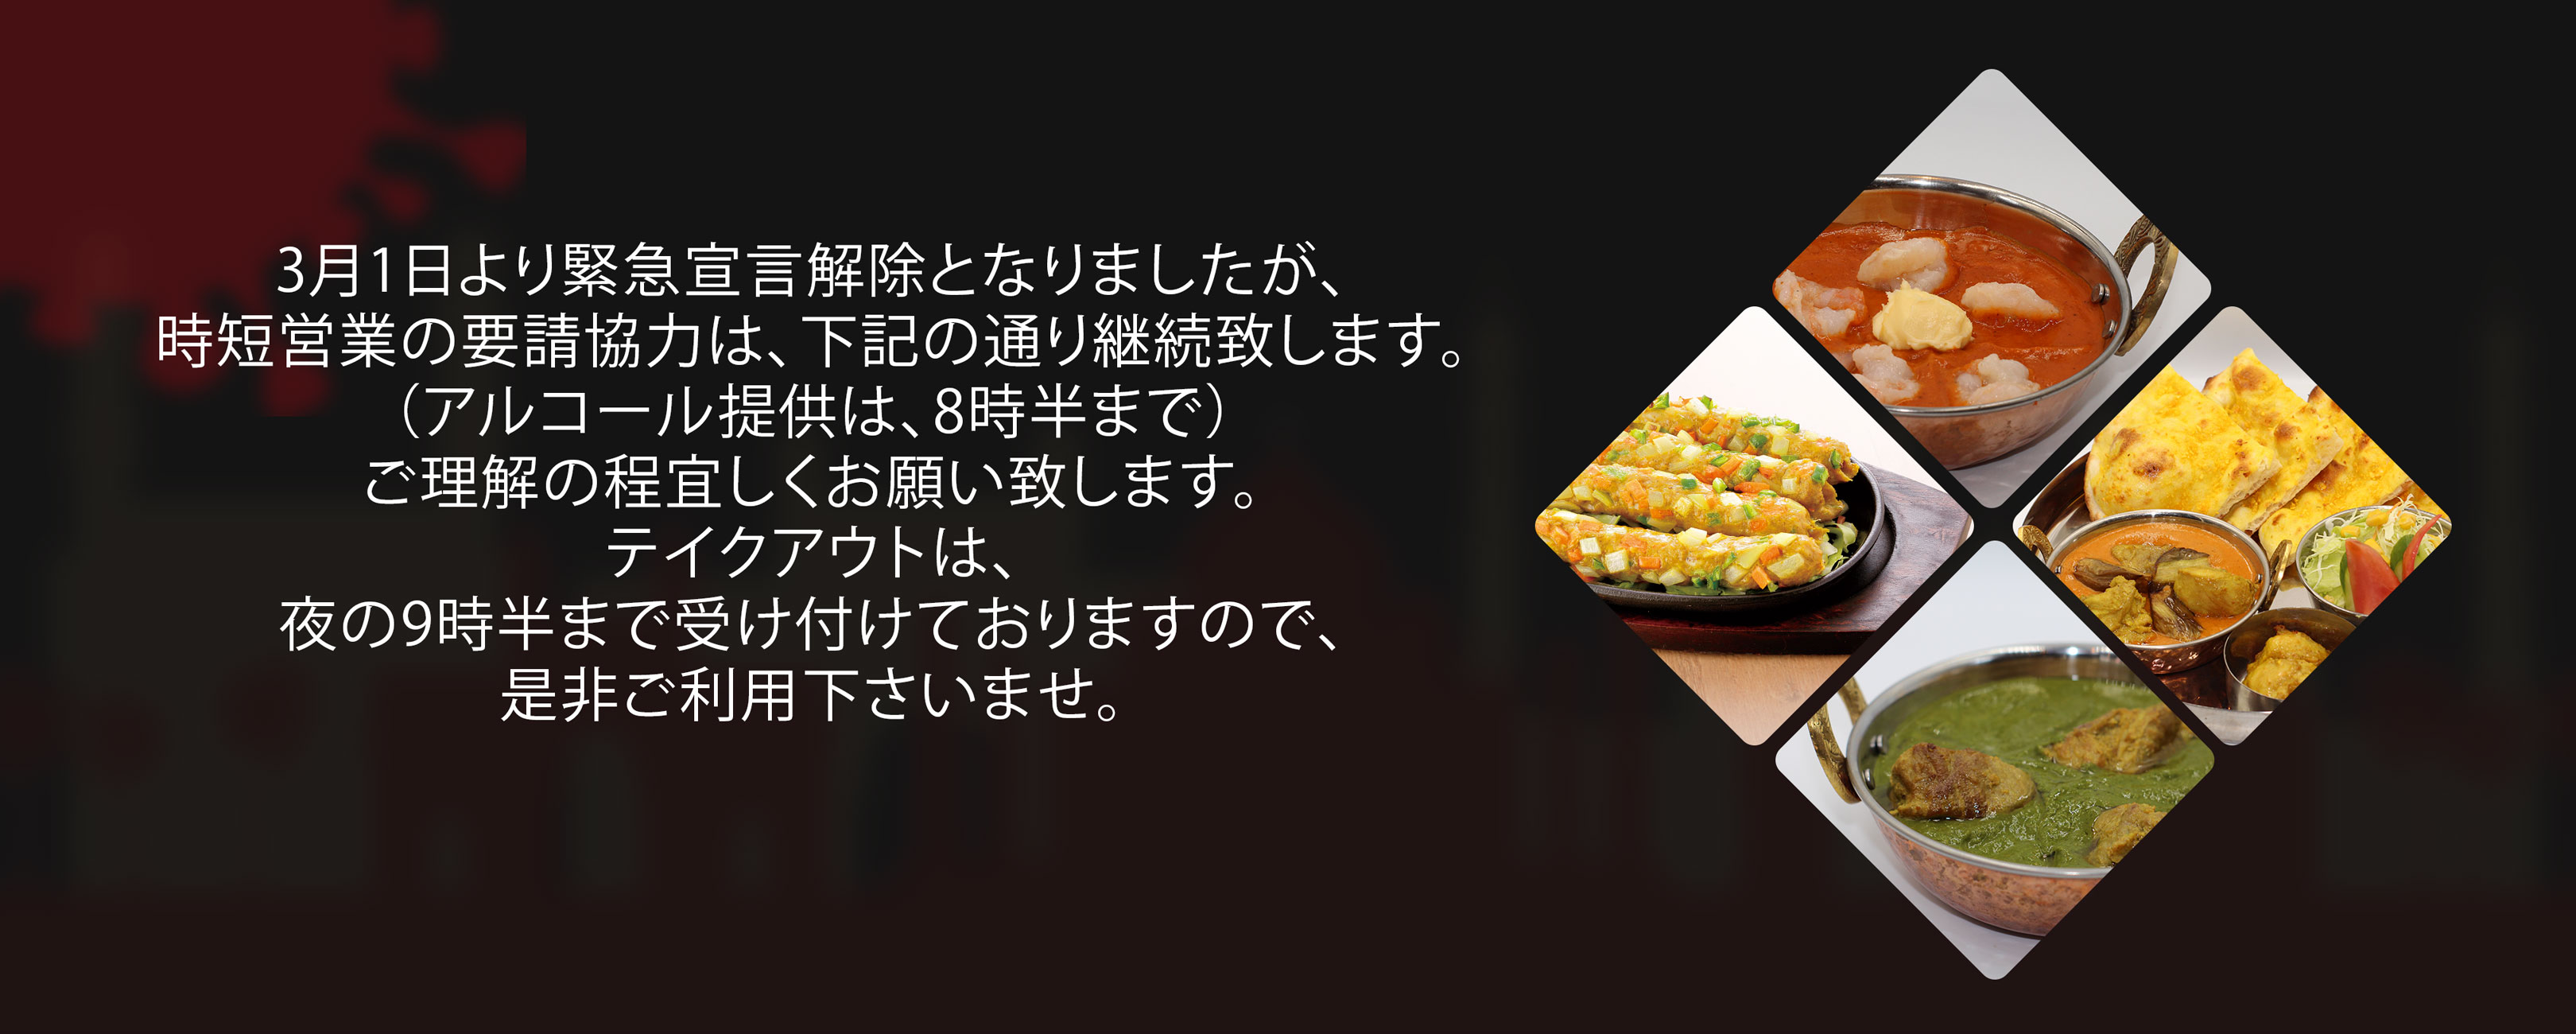 3月1日より緊急宣言解除となりましたが、
時短営業の要請協力は、下記の通り継続致します。
（アルコール提供は、8時半まで）
ご理解の程宜しくお願い致します。
テイクアウトは、
夜の9時半まで受け付けておりますので、
是非ご利用下さいませ。